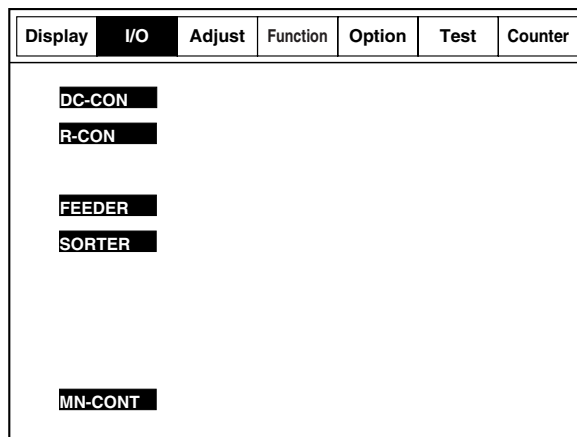 Display I/O Adjust Function Option Test Counter
DC-CON
R-CON
FEEDER
SORTER
MN-CONT